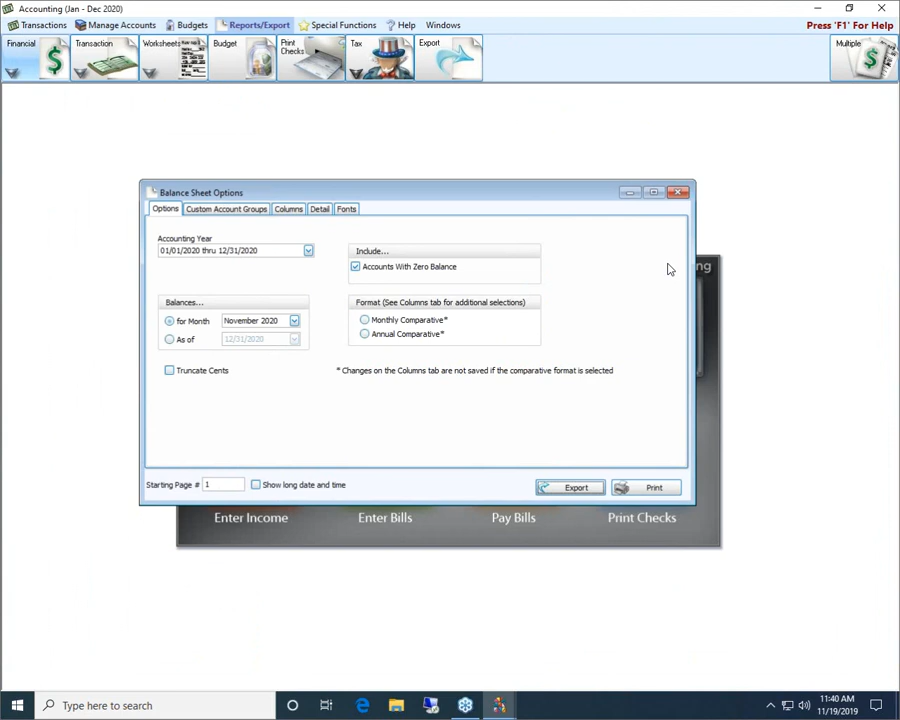 Accounting (Jan - Dec 2020)
Transactions Manage Accounts Budgets Reports/Export Special Functions Help Windows Press 'F1' For Help
Financial Transaction Worksheets Budget Print Checks Tax Export Multiple
Balance Sheet Options
Options Custom Account Groups Columns Detail Fonts
Accounting Year
01/01/2020 thru 12/31/2020
Include...
Accounts With Zero Balance
Balances...
for Month November 2020
As of 12/31/2020
Format (See Columns tab for additional selections)
Monthly Comparative*
Annual Comparative*
Truncate Cents
* Changes on the Columns tab are not saved if the comparative format is selected
Starting Page # 1 Show long date and time Export Print
Enter Income Enter Bills Pay Bills Print Checks
Type here to search
11:40 AM
11/19/2019